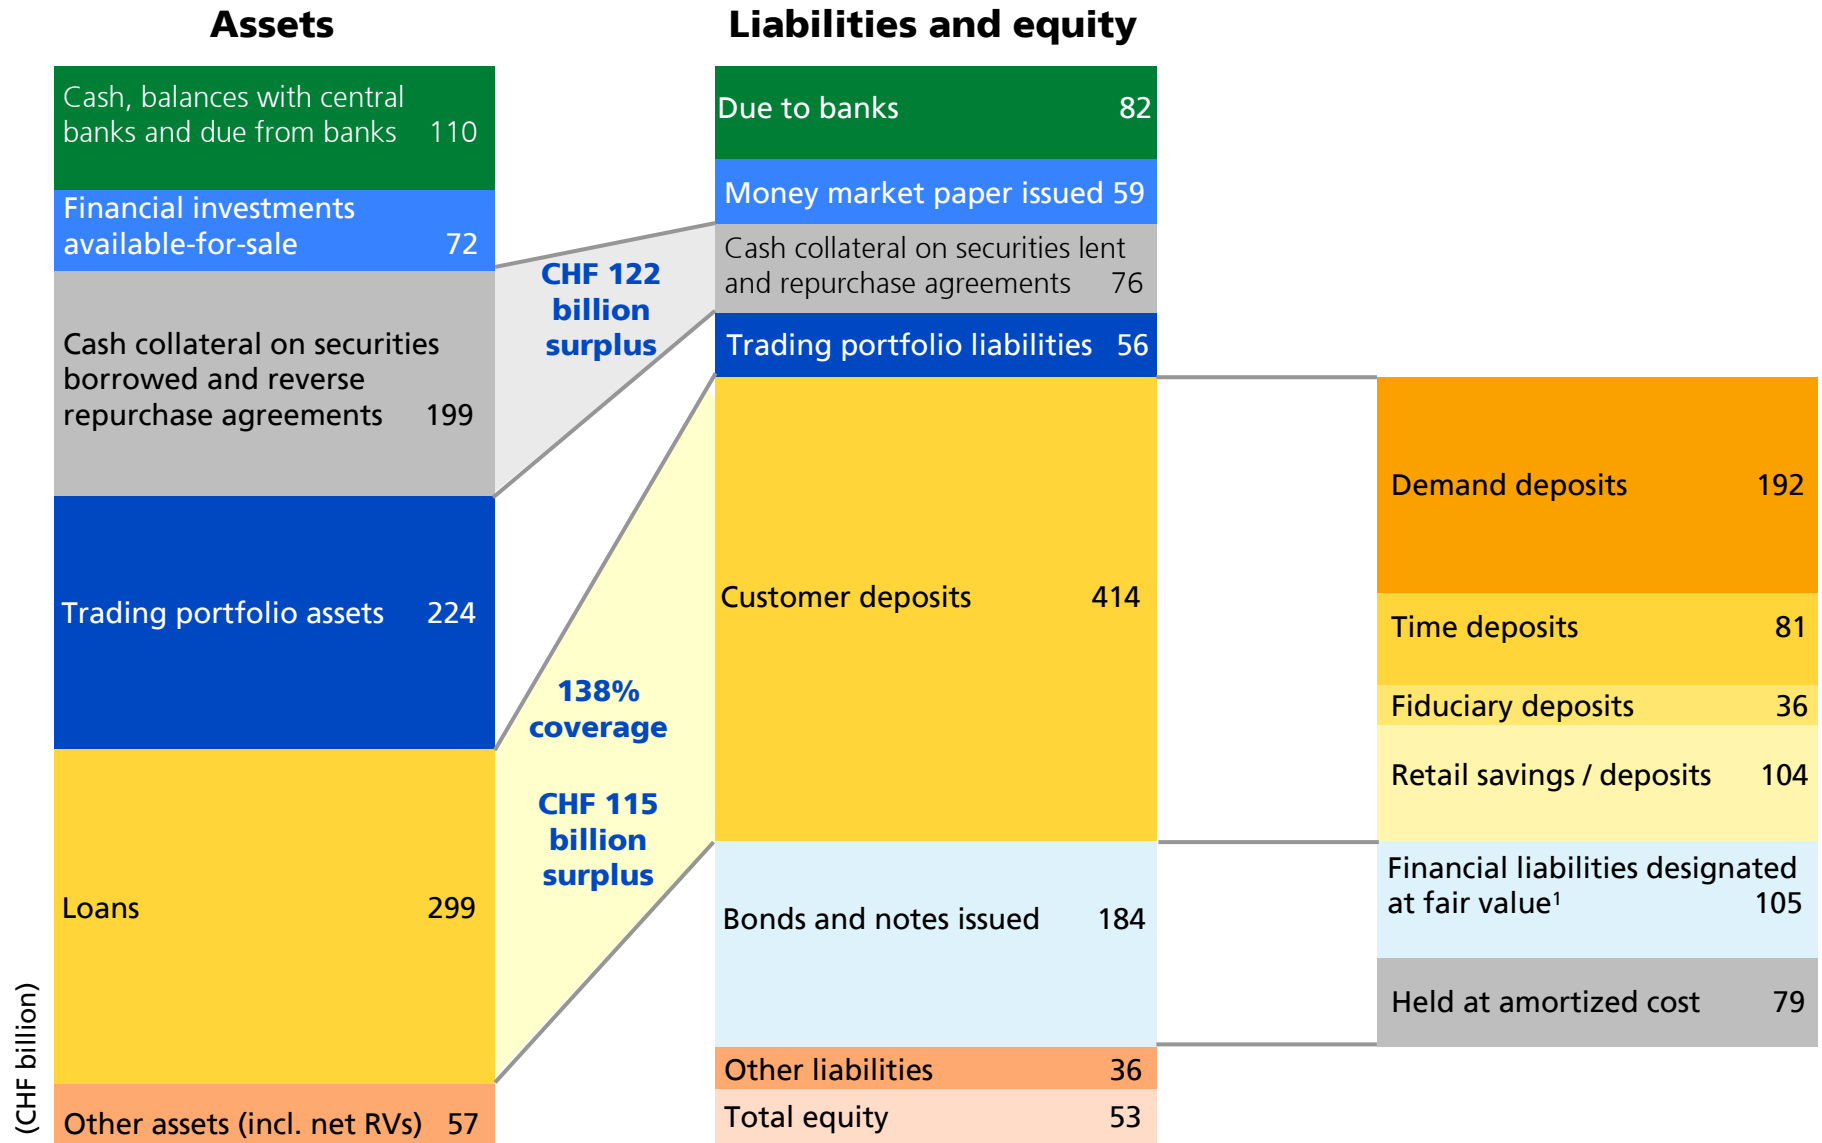 Assets
Cash, balances with central
banks and due from banks 110
Financial investments
available-for-sale 72
Cash collateral on securities
borrowed and reverse
repurchase agreements 199
Trading portfolio assets 224
Loans 299
Other assets (incl. net RVs) 57
(CHF billion)
CHF 122
billion
surplus
138%
coverage
CHF 115
billion
surplus
Liabilities and equity
Due to banks 82
Money market paper issued 59
Cash collateral on securities lent
and repurchase agreements 76
Trading portfolio liabilities 56
Customer deposits 414
Bonds and notes issued 184
Other liabilities 36
Total equity 53
Demand deposits 192
Time deposits 81
Fiduciary deposits 36
Retail savings / deposits 104
Financial liabilities designated
at fair value¹ 105
Held at amortized cost 79